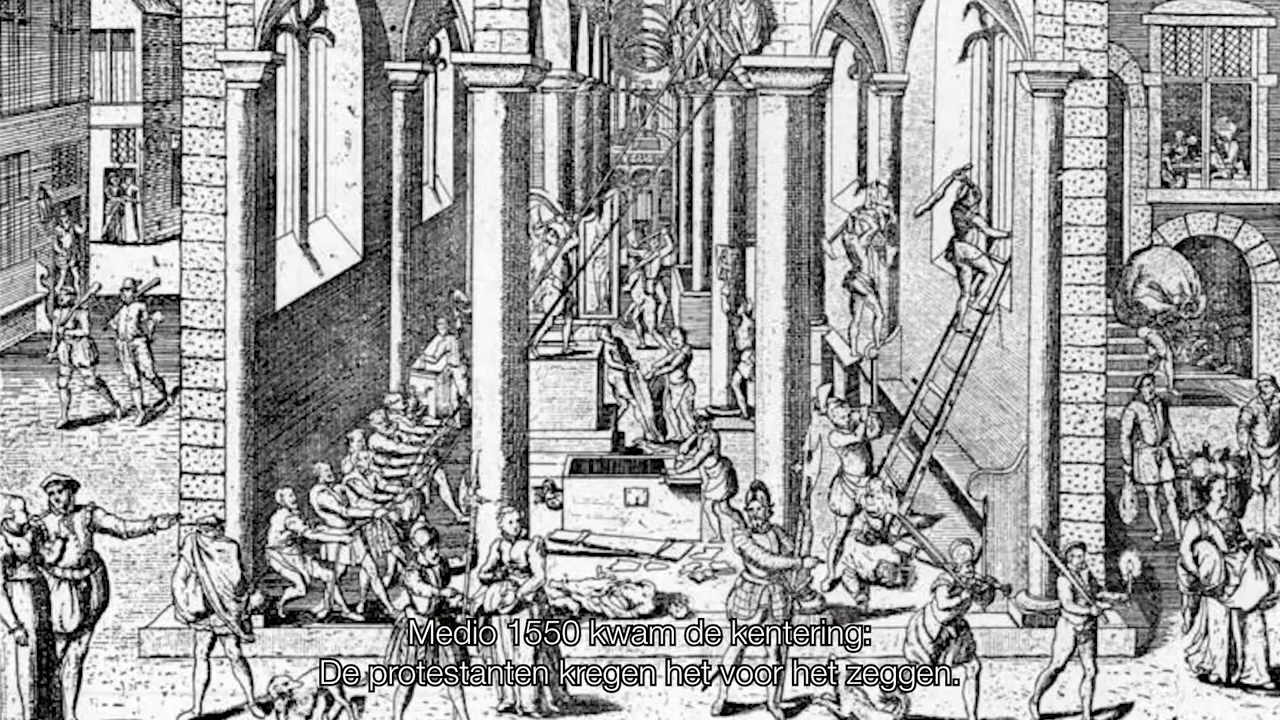 Medio 1550 kwam de kentering:
De protestanten kregen het voor het zeggen.